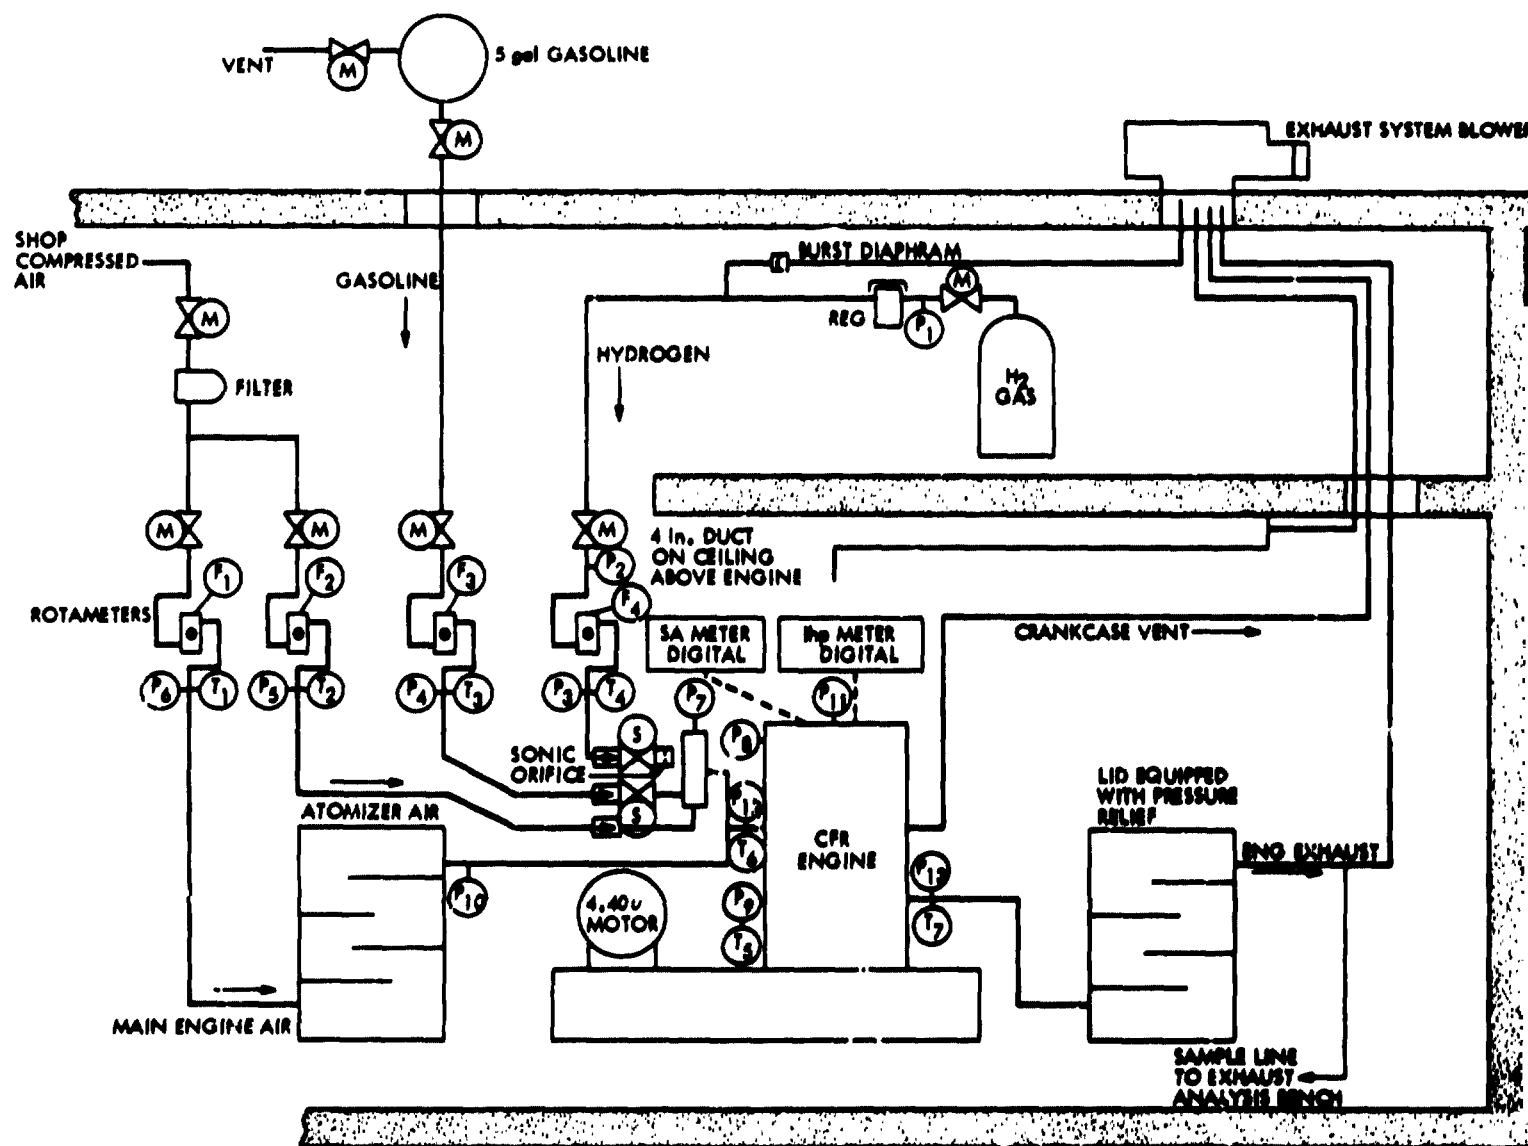 5 gal GASOLINE
VENT
M
M
EXHAUST SYSTEM BLOWER
SHOP
COMPRESSED
AIR
BURST DIAPHRAM
GASOLINE
M
REG
P1
M
HYDROGEN
FILTER
H2
GAS
M
M
M
M
4 in. DUCT
ON CEILING
ABOVE ENGINE
P2
F1
F2
F3
F4
ROTAMETERS
SA METER
DIGITAL
Ihp METER
DIGITAL
CRANKCASE VENT
P6
T1
P5
T2
P4
T3
P3
T4
P7
P11
S
P8
SONIC
ORIFICE
LID EQUIPPED
WITH PRESSURE
RELIEF
ATOMIZER AIR
S
CFR
ENGINE
T6
ENG EXHAUST
P10
P13
4.40υ
MOTOR
P9
T7
T5
MAIN ENGINE AIR
SAMPLE LINE
TO EXHAUST
ANALYSIS BENCH